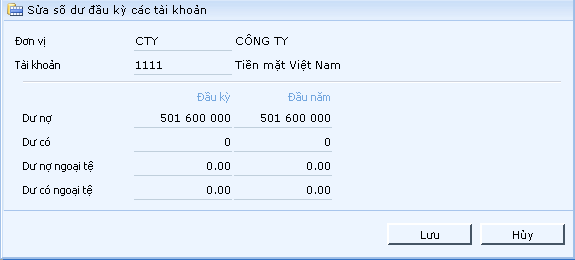 Sửa số dư đầu kỳ các tài khoản
Đơn vị CTY CÔNG TY
Tài khoản 1111 Tiền mặt Việt Nam
Đầu kỳ Đầu năm
Dư nợ 501 600 000 501 600 000
Dư có 0 0
Dư nợ ngoại tệ 0.00 0.00
Dư có ngoại tệ 0.00 0.00
Lưu Hủy